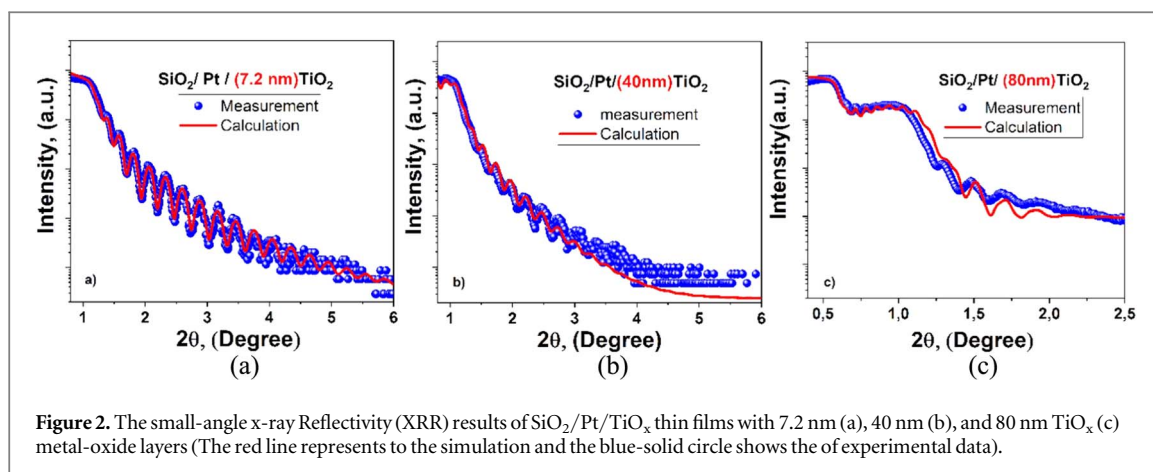 SiO₂/ Pt / (7.2 nm)TiO₂
Measurement
Calculation
Intensity, (a.u.)
a)
1 2 3 4 5 6
2θ, (Degree)
(a)
SiO₂/Pt/(40nm)TiO₂
measurement
Calculation
Intensity, (a.u.)
b)
1 2 3 4 5 6
2θ, (Degree)
(b)
SiO₂/Pt/ (80nm)TiO₂
Measurement
Calculation
Intensity(a.u.)
c)
0,5 1,0 1,5 2,0 2,5
2θ, (Degree)
(c)
Figure 2. The small-angle x-ray Reflectivity (XRR) results of SiO₂/Pt/TiOₓ thin films with 7.2 nm (a), 40 nm (b), and 80 nm TiOₓ (c)
metal-oxide layers (The red line represents to the simulation and the blue-solid circle shows the of experimental data).